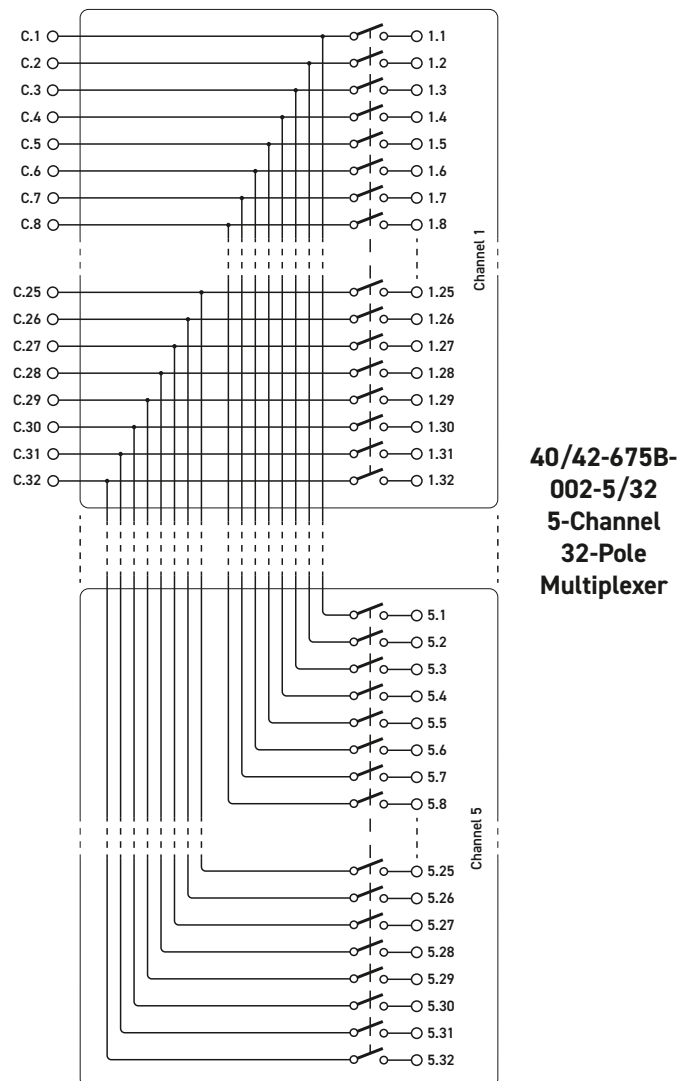 C.1 1.1
C.2 1.2
C.3 1.3
C.4 1.4
C.5 1.5
C.6 1.6
C.7 1.7
C.8 1.8
Channel 1
C.25 1.25
C.26 1.26
C.27 1.27
C.28 1.28
C.29 1.29
C.30 1.30
C.31 1.31
C.32 1.32
40/42-675B-
002-5/32
5-Channel
32-Pole
Multiplexer
5.1
5.2
5.3
5.4
5.5
5.6
5.7
5.8
Channel 5
5.25
5.26
5.27
5.28
5.29
5.30
5.31
5.32